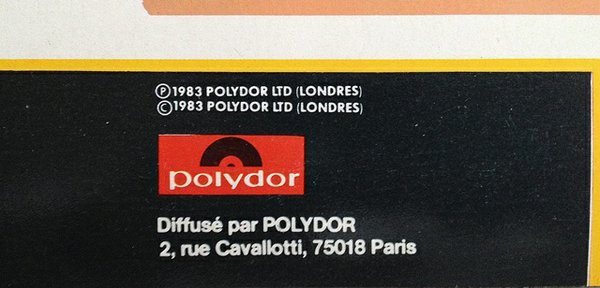 ℗1983 POLYDOR LTD (LONDRES)
©1983 POLYDOR LTD (LONDRES)
polydor
Diffusé par POLYDOR
2, rue Cavallotti, 75018 Paris